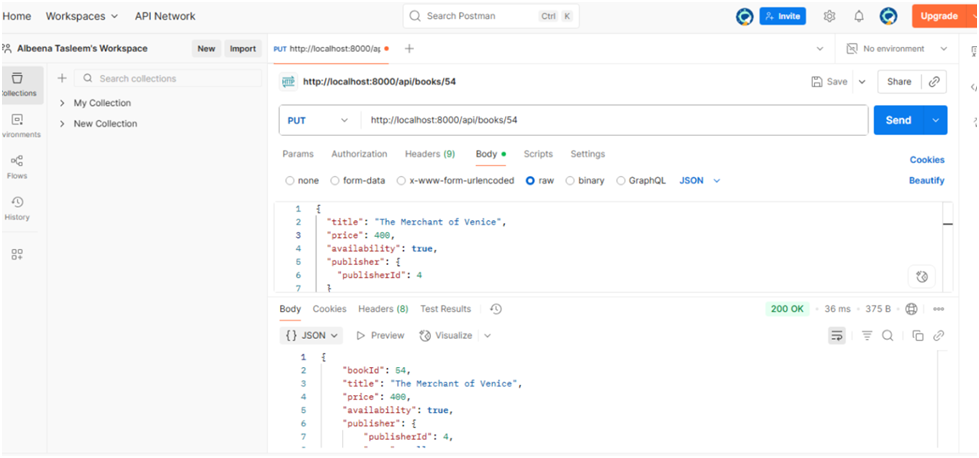 Home Workspaces API Network Search Postman Ctrl K Invite Upgrade
Albeena Tasleem's Workspace New Import PUT http://localhost:8000/ap No environment
Collections Search collections http://localhost:8000/api/books/54 Save Share
My Collection
New Collection
PUT http://localhost:8000/api/books/54 Send
Flows
History
Params Authorization Headers (9) Body Scripts Settings Cookies
none form-data x-www-form-urlencoded raw binary GraphQL JSON Beautify
1 {
2 "title": "The Merchant of Venice",
3 "price": 400,
4 "availability": true,
5 "publisher": {
6 "publisherId": 4
7 }
Body Cookies Headers (8) Test Results 200 OK 36 ms 375 B
{} JSON Preview Visualize
1 {
2 "bookId": 54,
3 "title": "The Merchant of Venice",
4 "price": 400,
5 "availability": true,
6 "publisher": {
7 "publisherId": 4,